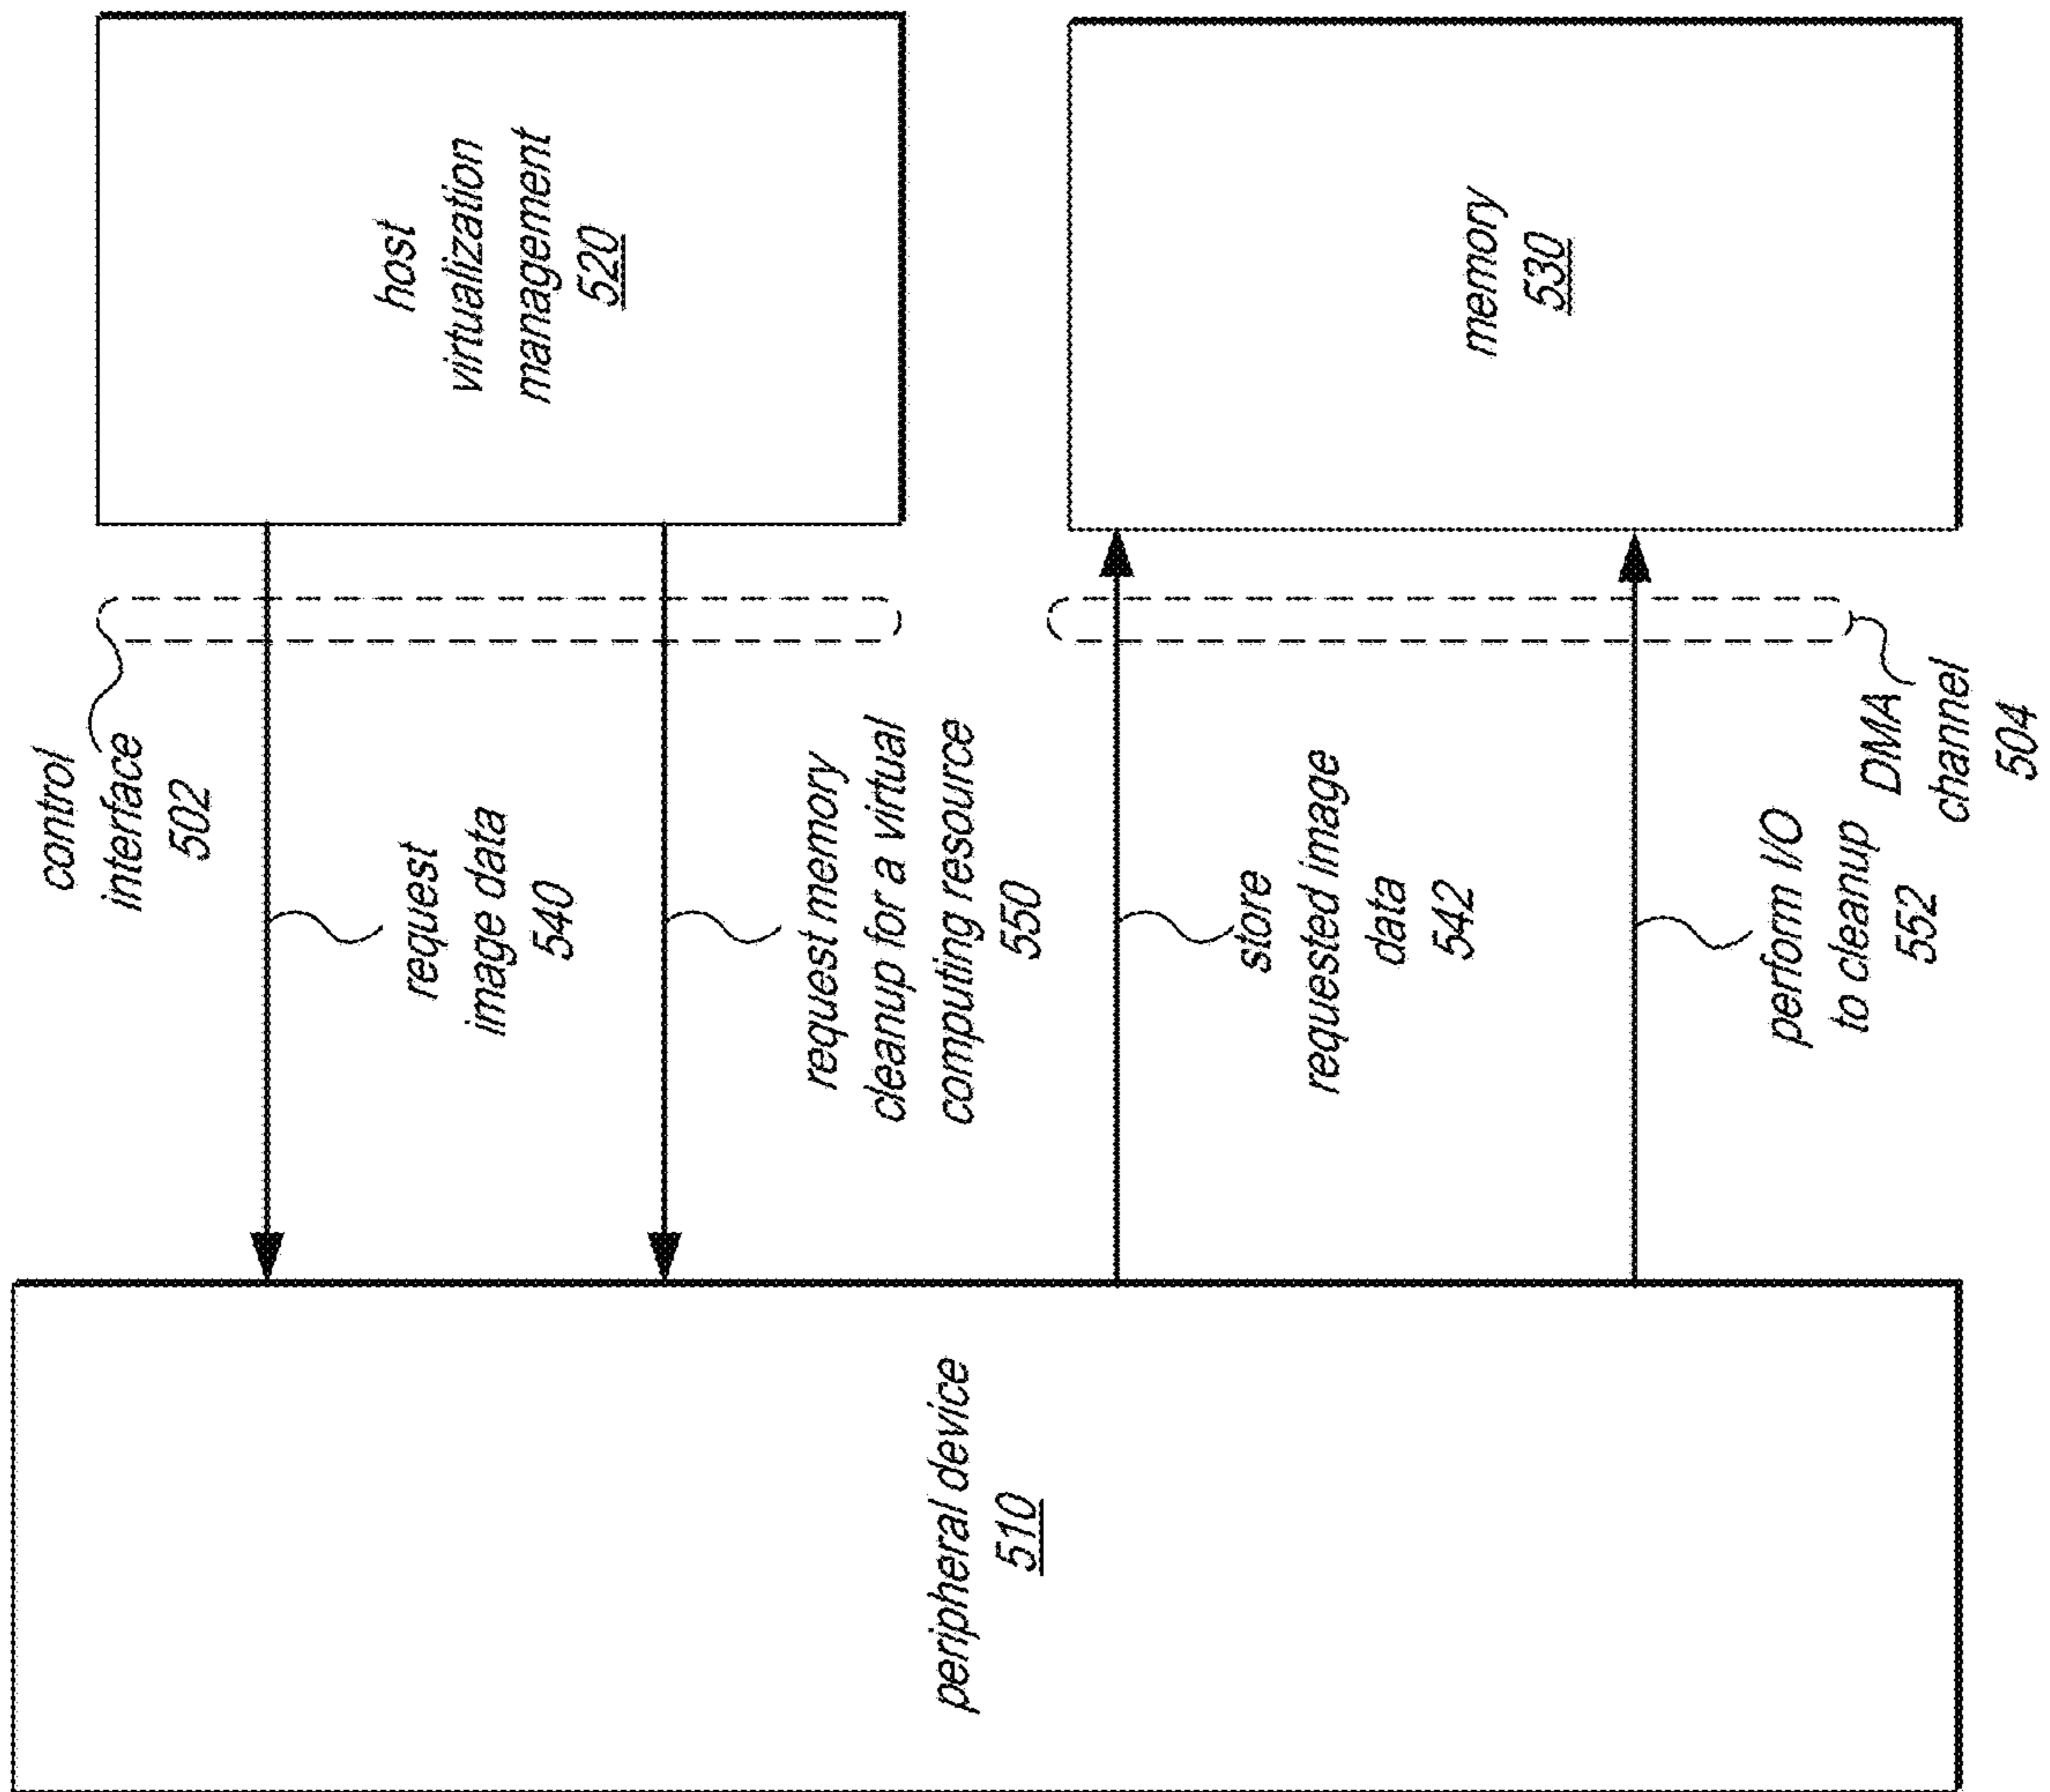 host
virtualization
management
520
memory
530
control
interface
502
request
image data
540
request memory
cleanup for a virtual
computing resource
550
store
requested image
data
542
perform I/O
to cleanup
552
DMA
channel
504
peripheral device
510